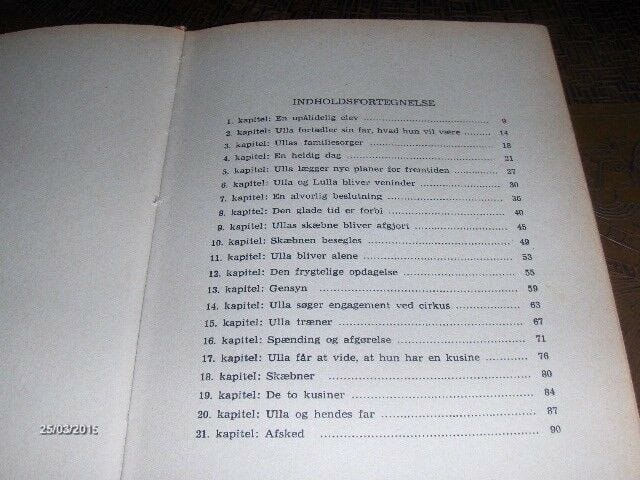 INDHOLDSFORTEGNELSE
1. kapitel: En upålidelig elev 9
2. kapitel: Ulla fortæller sin far, hvad hun vil være 14
3. kapitel: Ullas familiesorger 18
4. kapitel: En heldig dag 21
5. kapitel: Ulla lægger nye planer for fremtiden 27
6. kapitel: Ulla og Lulla bliver veninder 30
7. kapitel: En alvorlig beslutning 36
8. kapitel: Den glade tid er forbi 40
9. kapitel: Ullas skæbne bliver afgjort 45
10. kapitel: Skæbnen besegles 49
11. kapitel: Ulla bliver alene 53
12. kapitel: Den frygtelige opdagelse 55
13. kapitel: Gensyn 59
14. kapitel: Ulla søger engagement ved cirkus 63
15. kapitel: Ulla træner 67
16. kapitel: Spænding og afgørelse 71
17. kapitel: Ulla får at vide, at hun har en kusine 76
18. kapitel: Skæbner 80
19. kapitel: De to kusiner 84
20. kapitel: Ulla og hendes far 87
21. kapitel: Afsked 90
25/03/2015